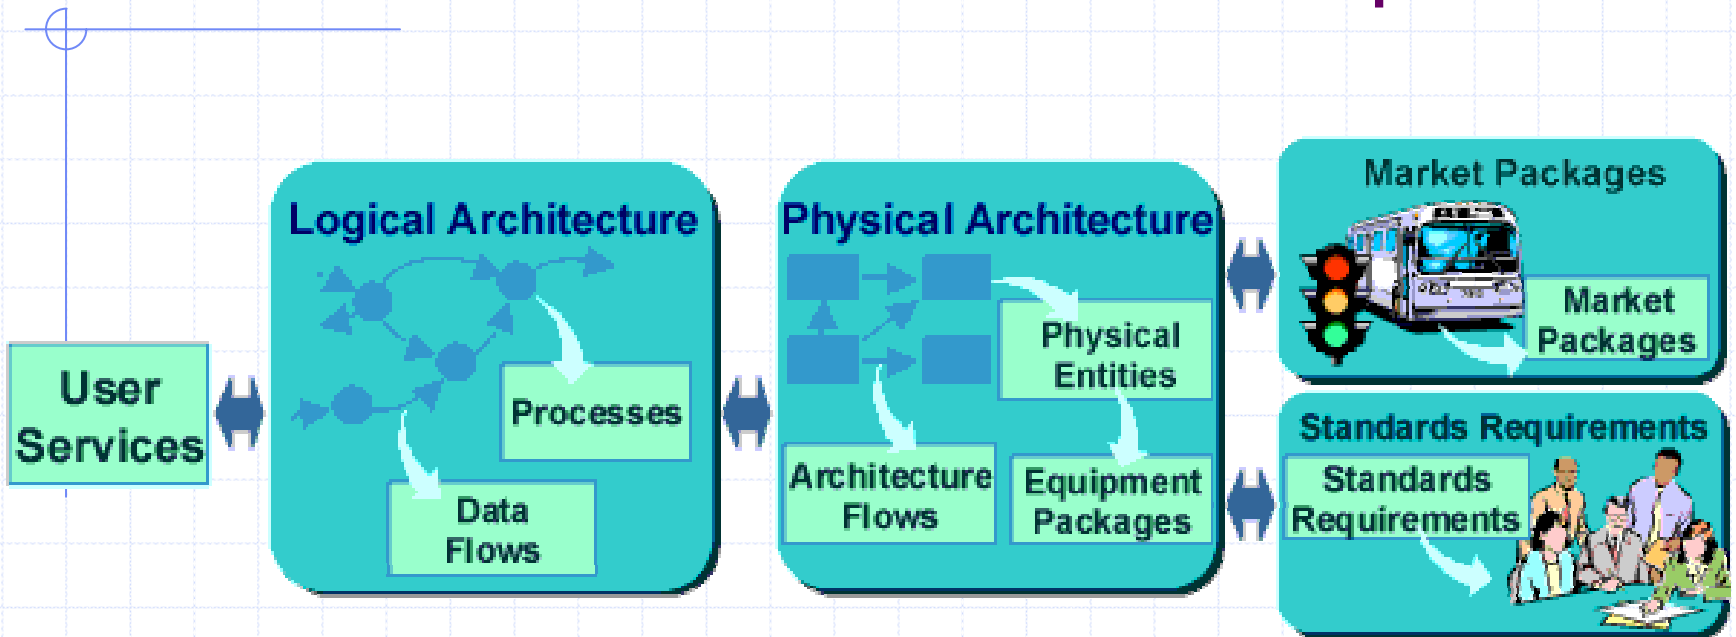 User
Services
Logical Architecture
Processes
Data
Flows
Physical Architecture
Physical
Entities
Architecture
Flows
Equipment
Packages
Market Packages
Market
Packages
Standards Requirements
Standards
Requirements